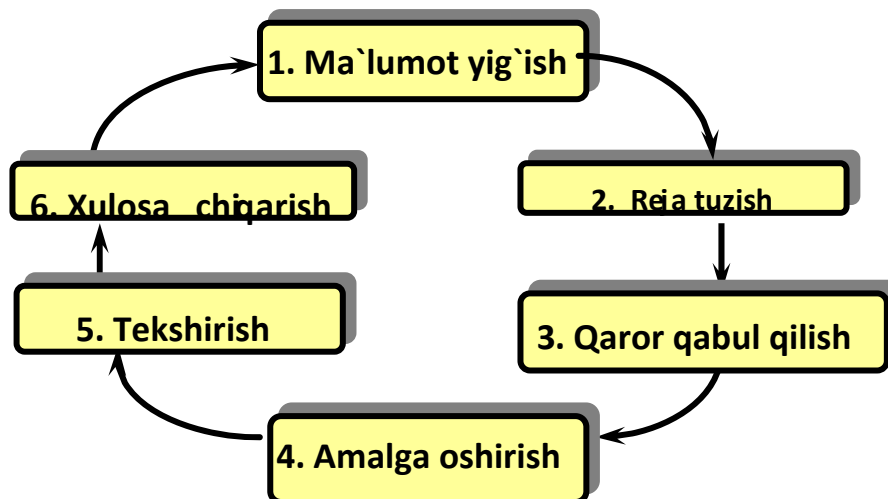 1. Ma`lumot yig`ish
2. Reja tuzish
3. Qaror qabul qilish
4. Amalga oshirish
5. Tekshirish
6. Xulosa chiqarish